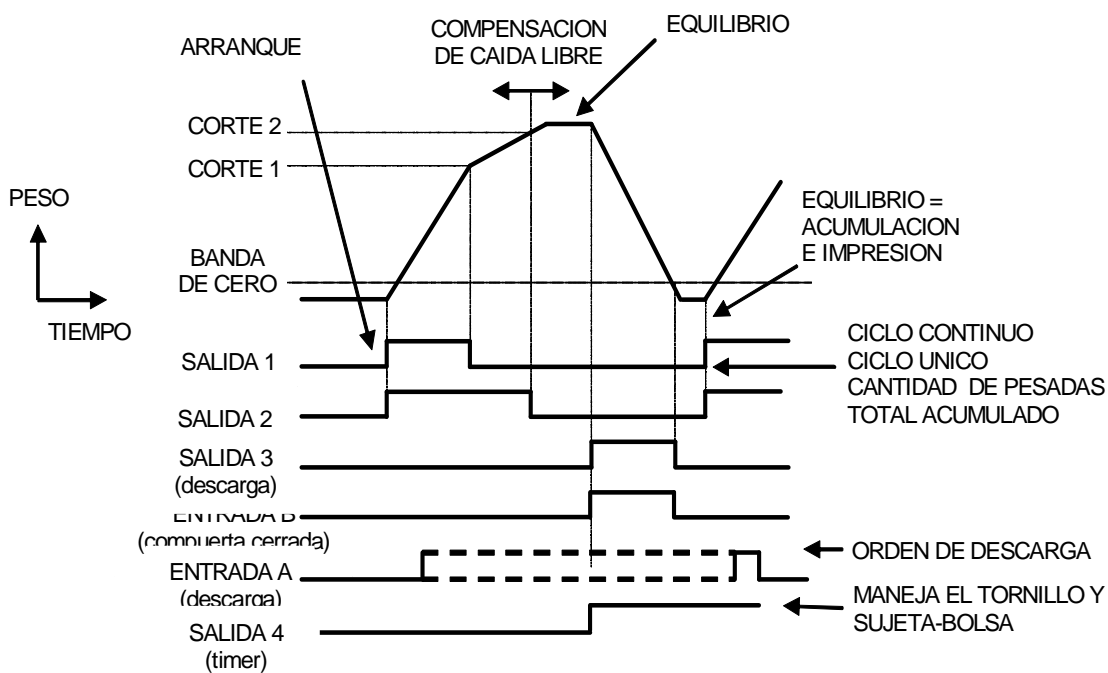 COMPENSACION
DE CAIDA LIBRE
EQUILIBRIO
ARRANQUE
CORTE 2
CORTE 1
PESO
TIEMPO
BANDA
DE CERO
EQUILIBRIO =
ACUMULACION
E IMPRESION
SALIDA 1
CICLO CONTINUO
CICLO UNICO
CANTIDAD DE PESADAS
TOTAL ACUMULADO
SALIDA 2
SALIDA 3
(descarga)
ENTRADA B
(compuerta cerrada)
ORDEN DE DESCARGA
ENTRADA A
(descarga)
MANEJA EL TORNILLO Y
SUJETA-BOLSA
SALIDA 4
(timer)